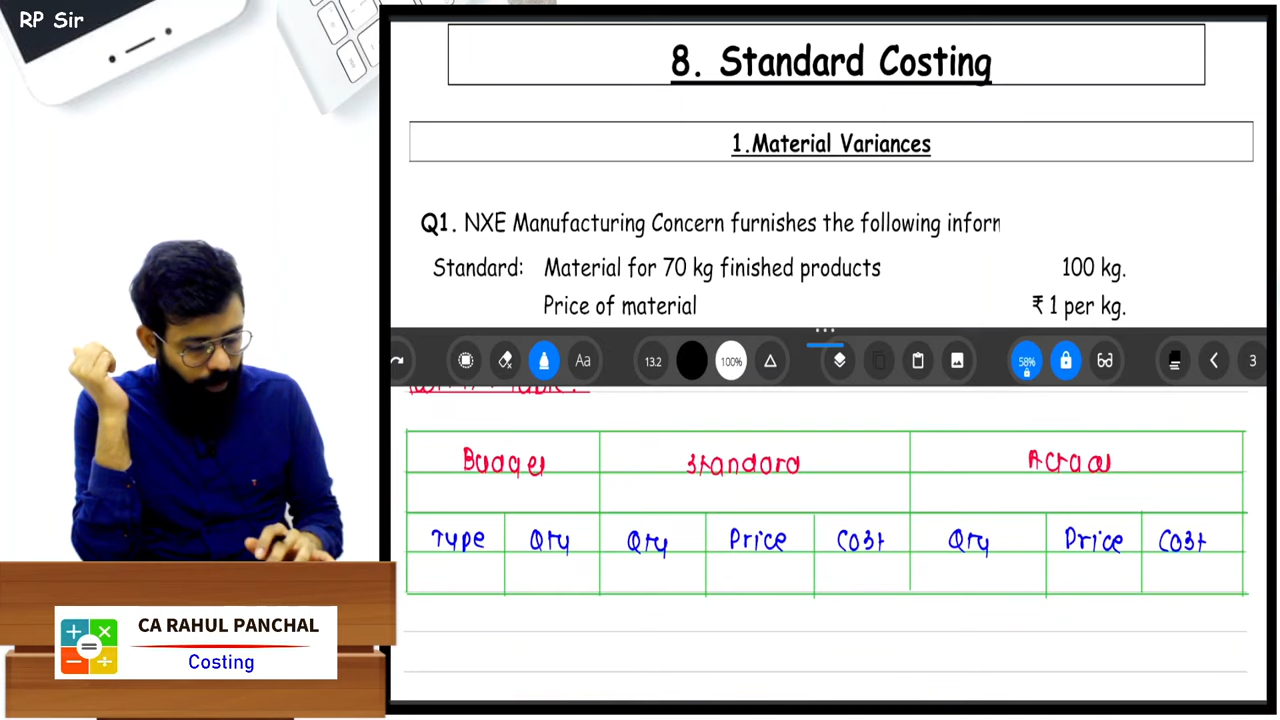 RP Sir
8. Standard Costing
1.Material Variances
Q1. NXE Manufacturing Concern furnishes the following inform
Standard: Material for 70 kg finished products 100 kg.
Price of material ₹ 1 per kg.
Aa 13.2 100% 58% 3
Budget Standard Actual
Type Qty Qty Price Cost Qty Price Cost
CA RAHUL PANCHAL
Costing